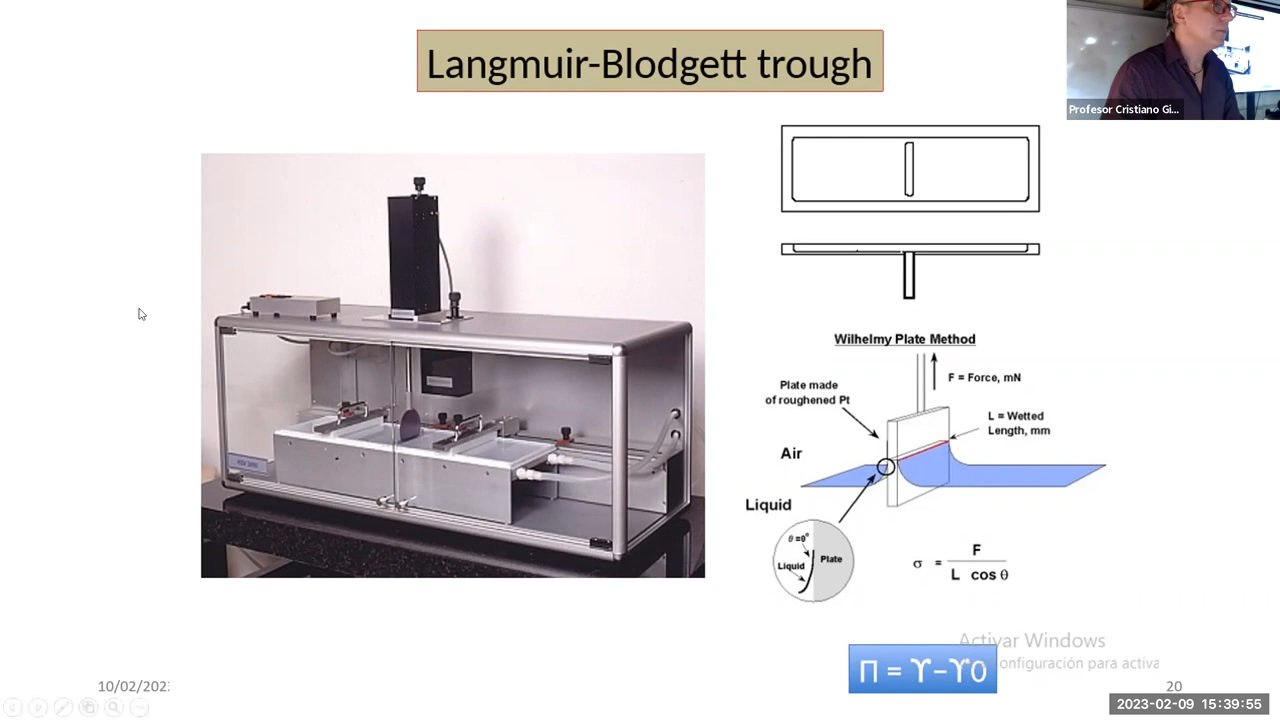 Langmuir-Blodgett trough
Profesor Cristiano Gi...
Wilhelmy Plate Method
F = Force, mN
Plate made
of roughened Pt
L = Wetted
Length, mm
Air
Liquid
θ=0°
Liquid
Plate
σ = F
L cos θ
Activar Windows
onfiguración para activa
Π = ϒ-ϒ0
10/02/202
20
2023-02-09 15:39:55